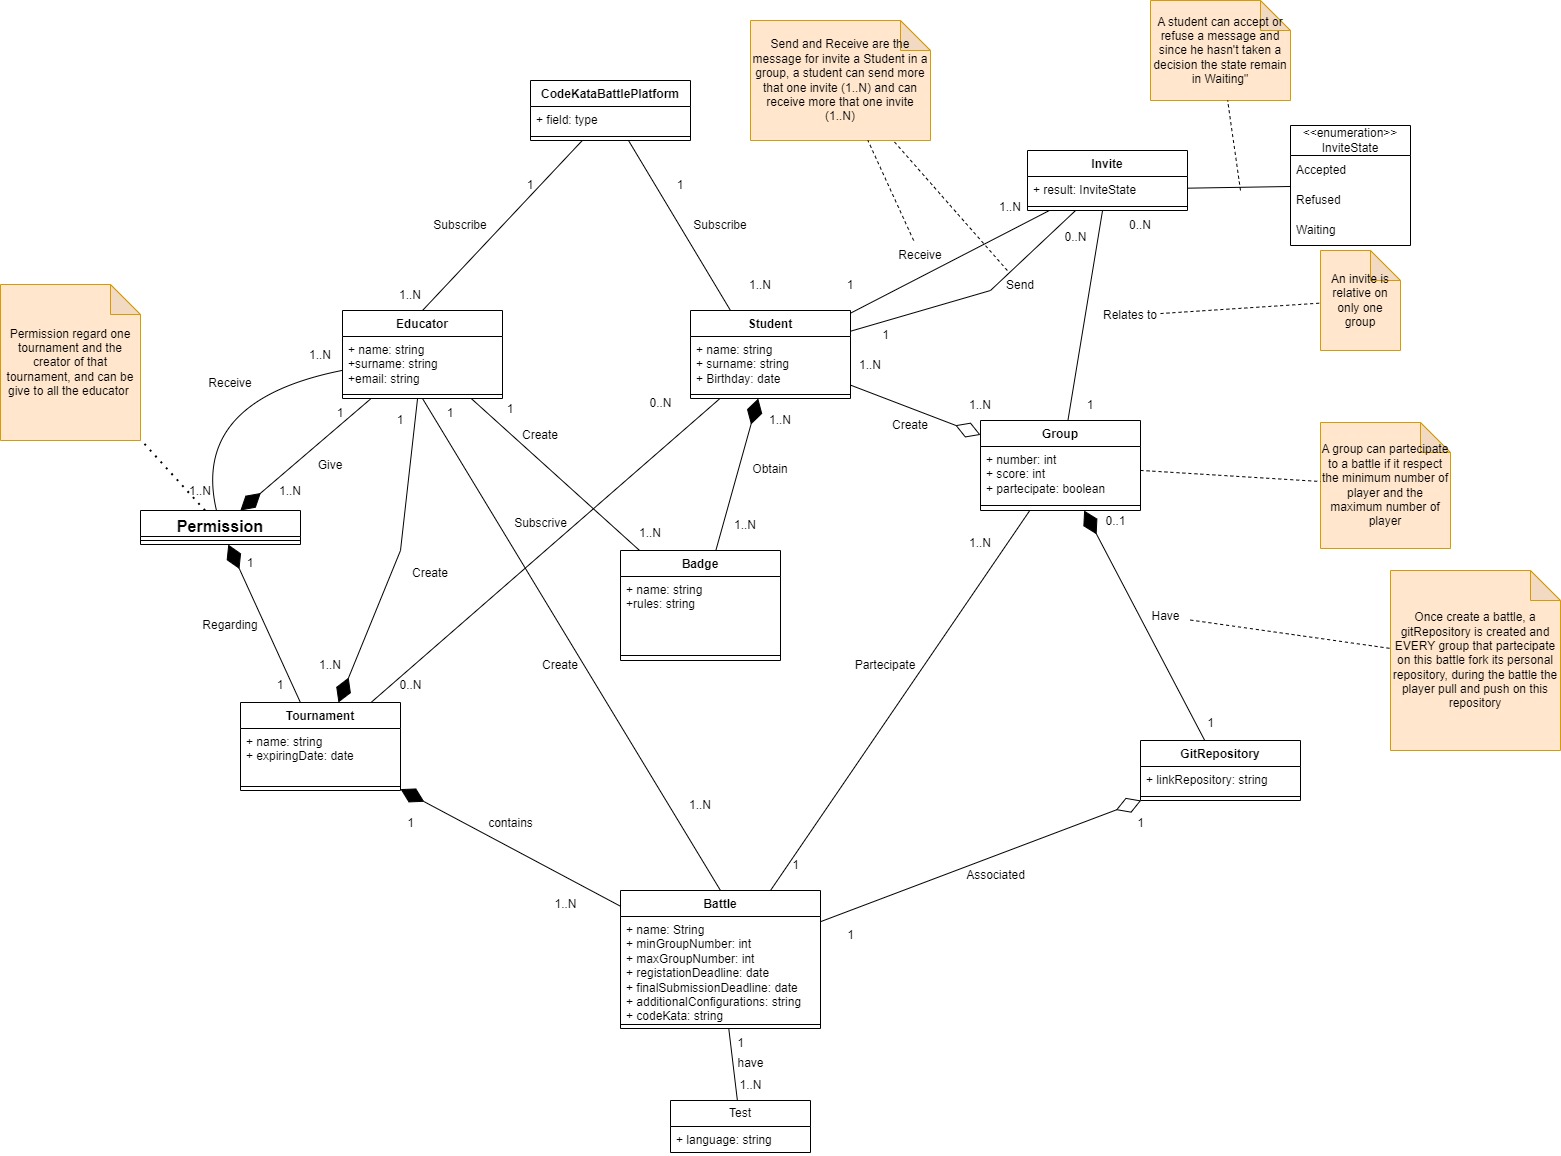 A student can accept or
refuse a message and
since he hasn't taken a
decision the state remain
in Waiting"
Send and Receive are the
message for invite a Student in a
group, a student can send more
that one invite (1..N) and can
receive more that one invite
(1..N)
CodeKataBattlePlatform
+ field: type
<<enumeration>>
InviteState
Accepted
Refused
Waiting
Invite
+ result: InviteState
1
1
1..N
0..N
0..N
Subscribe
Subscribe
Receive
Send
An invite is
relative on
only one
group
Relates to
1..N
1..N
1
1
Permission regard one
tournament and the
creator of that
tournament, and can be
give to all the educator
Educator
+ name: string
+surname: string
+email: string
Student
+ name: string
+ surname: string
+ Birthday: date
1..N
Receive
1..N
1..N
1
1
1
1
1
0..N
1..N
Create
Create
Group
+ number: int
+ score: int
+ partecipate: boolean
A group can partecipate
to a battle if it respect
the minimum number of
player and the
maximum number of
player
Give
Obtain
1..N
1..N
Permission
Subscrive
1..N
1..N
1..N
0..1
1
Create
Badge
+ name: string
+rules: string
Once create a battle, a
gitRepository is created and
EVERY group that partecipate
on this battle fork its personal
repository, during the battle the
player pull and push on this
repository
Have
Regarding
1..N
Create
Partecipate
1
0..N
Tournament
+ name: string
+ expiringDate: date
1
GitRepository
+ linkRepository: string
1..N
1
contains
1
1
Associated
1..N
1
Battle
+ name: String
+ minGroupNumber: int
+ maxGroupNumber: int
+ registationDeadline: date
+ finalSubmissionDeadline: date
+ additionalConfigurations: string
+ codeKata: string
1
have
1..N
Test
+ language: string